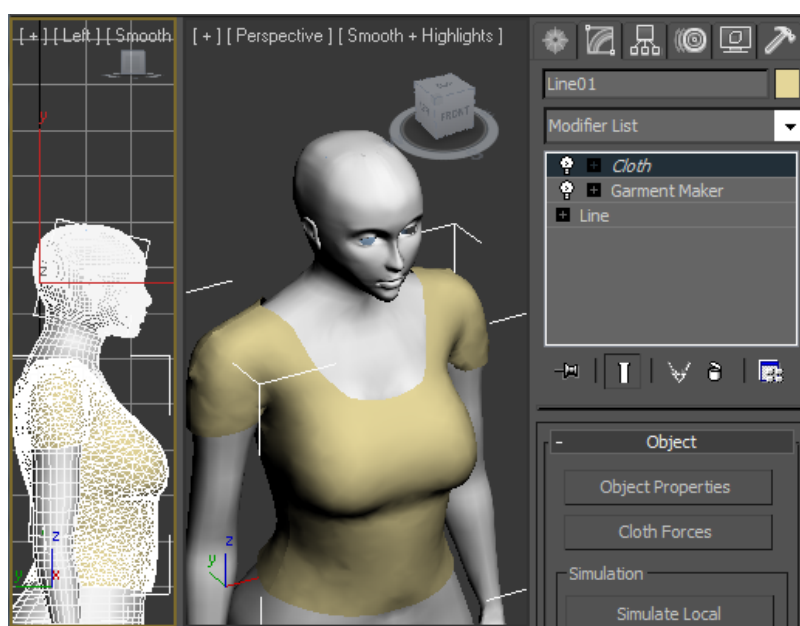 [ + ] [ Left ] [ Smooth
[ + ] [ Perspective ] [ Smooth + Highlights ]
y
z
z
y
x
FRONT
z
y
Line01
Modifier List
Cloth
Garment Maker
Line
- Object
Object Properties
Cloth Forces
Simulation
Simulate Local